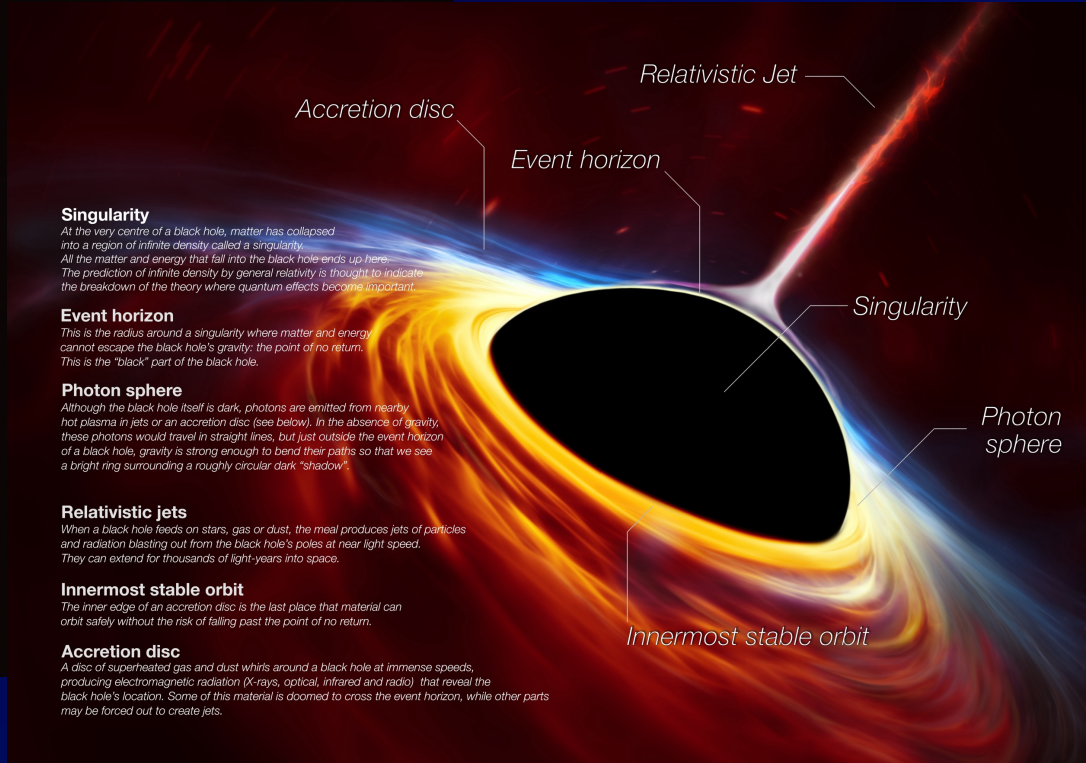 Relativistic Jet
Accretion disc
Event horizon
Singularity
At the very centre of a black hole, matter has collapsed
into a region of infinite density called a singularity.
All the matter and energy that fall into the black hole ends up here.
The prediction of infinite density by general relativity is thought to indicate
the breakdown of the theory where quantum effects become important.
Event horizon
This is the radius around a singularity where matter and energy
cannot escape the black hole's gravity: the point of no return.
This is the “black” part of the black hole.
Photon sphere
Although the black hole itself is dark, photons are emitted from nearby
hot plasma in jets or an accretion disc (see below). In the absence of gravity,
these photons would travel in straight lines, but just outside the event horizon
of a black hole, gravity is strong enough to bend their paths so that we see
a bright ring surrounding a roughly circular dark “shadow”.
Relativistic jets
When a black hole feeds on stars, gas or dust, the meal produces jets of particles
and radiation blasting out from the black hole's poles at near light speed.
They can extend for thousands of light-years into space.
Innermost stable orbit
The inner edge of an accretion disc is the last place that material can
orbit safely without the risk of falling past the point of no return.
Accretion disc
A disc of superheated gas and dust whirls around a black hole at immense speeds,
producing electromagnetic radiation (X-rays, optical, infrared and radio) that reveal the
black hole's location. Some of this material is doomed to cross the event horizon, while other parts
may be forced out to create jets.
Singularity
Photon
sphere
Innermost stable orbit